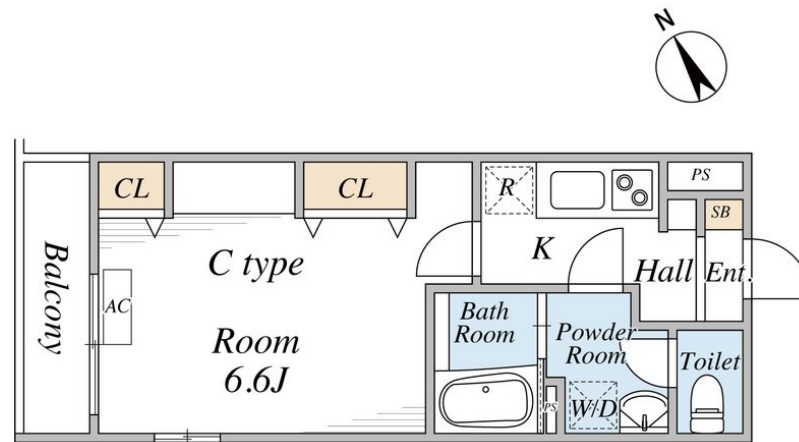 N
CL
CL
R
PS
SB
Balcony
C type
K
Hall
Ent.
AC
Room
6.6J
Bath
Room
Powder
Room
Toilet
W/D
PS